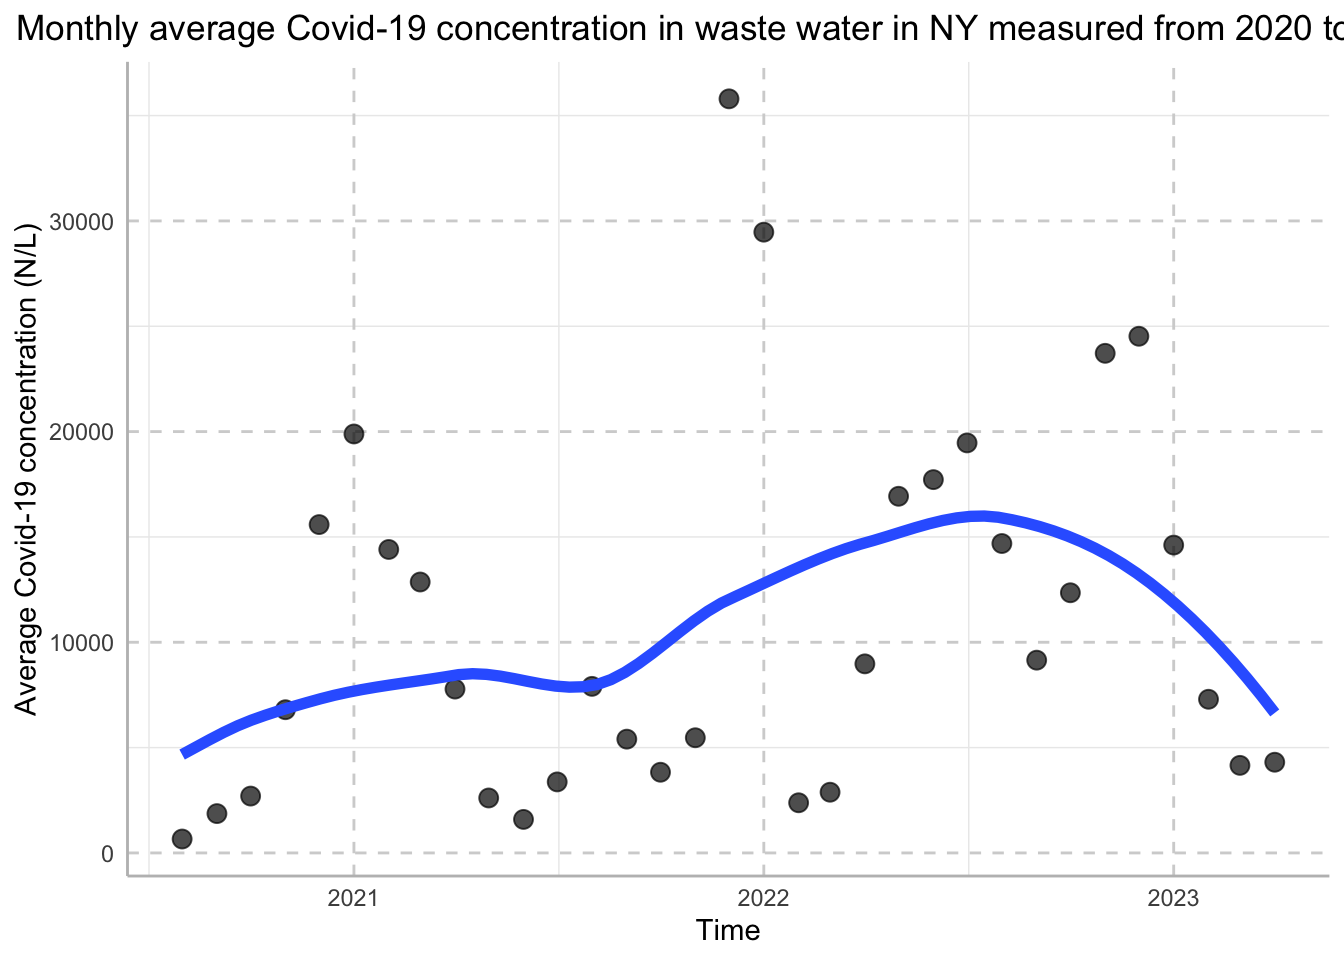 Monthly average Covid-19 concentration in waste water in NY measured from 2020 to
Average Covid-19 concentration (N/L)
30000
20000
10000
0
2021
2022
2023
Time